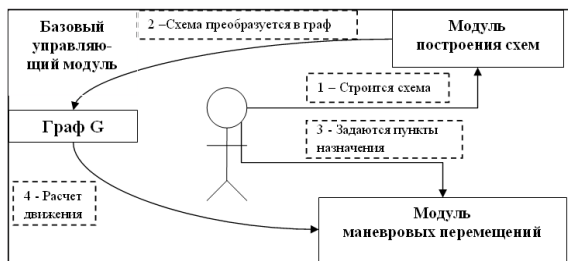 Базовый
управляю-
щий модуль
2 –Схема преобразуется в граф
Модуль
построения схем
1 – Строится схема
Граф G
3 - Задаются пункты
назначения
4 - Расчет
движения
Модуль
маневровых перемещений